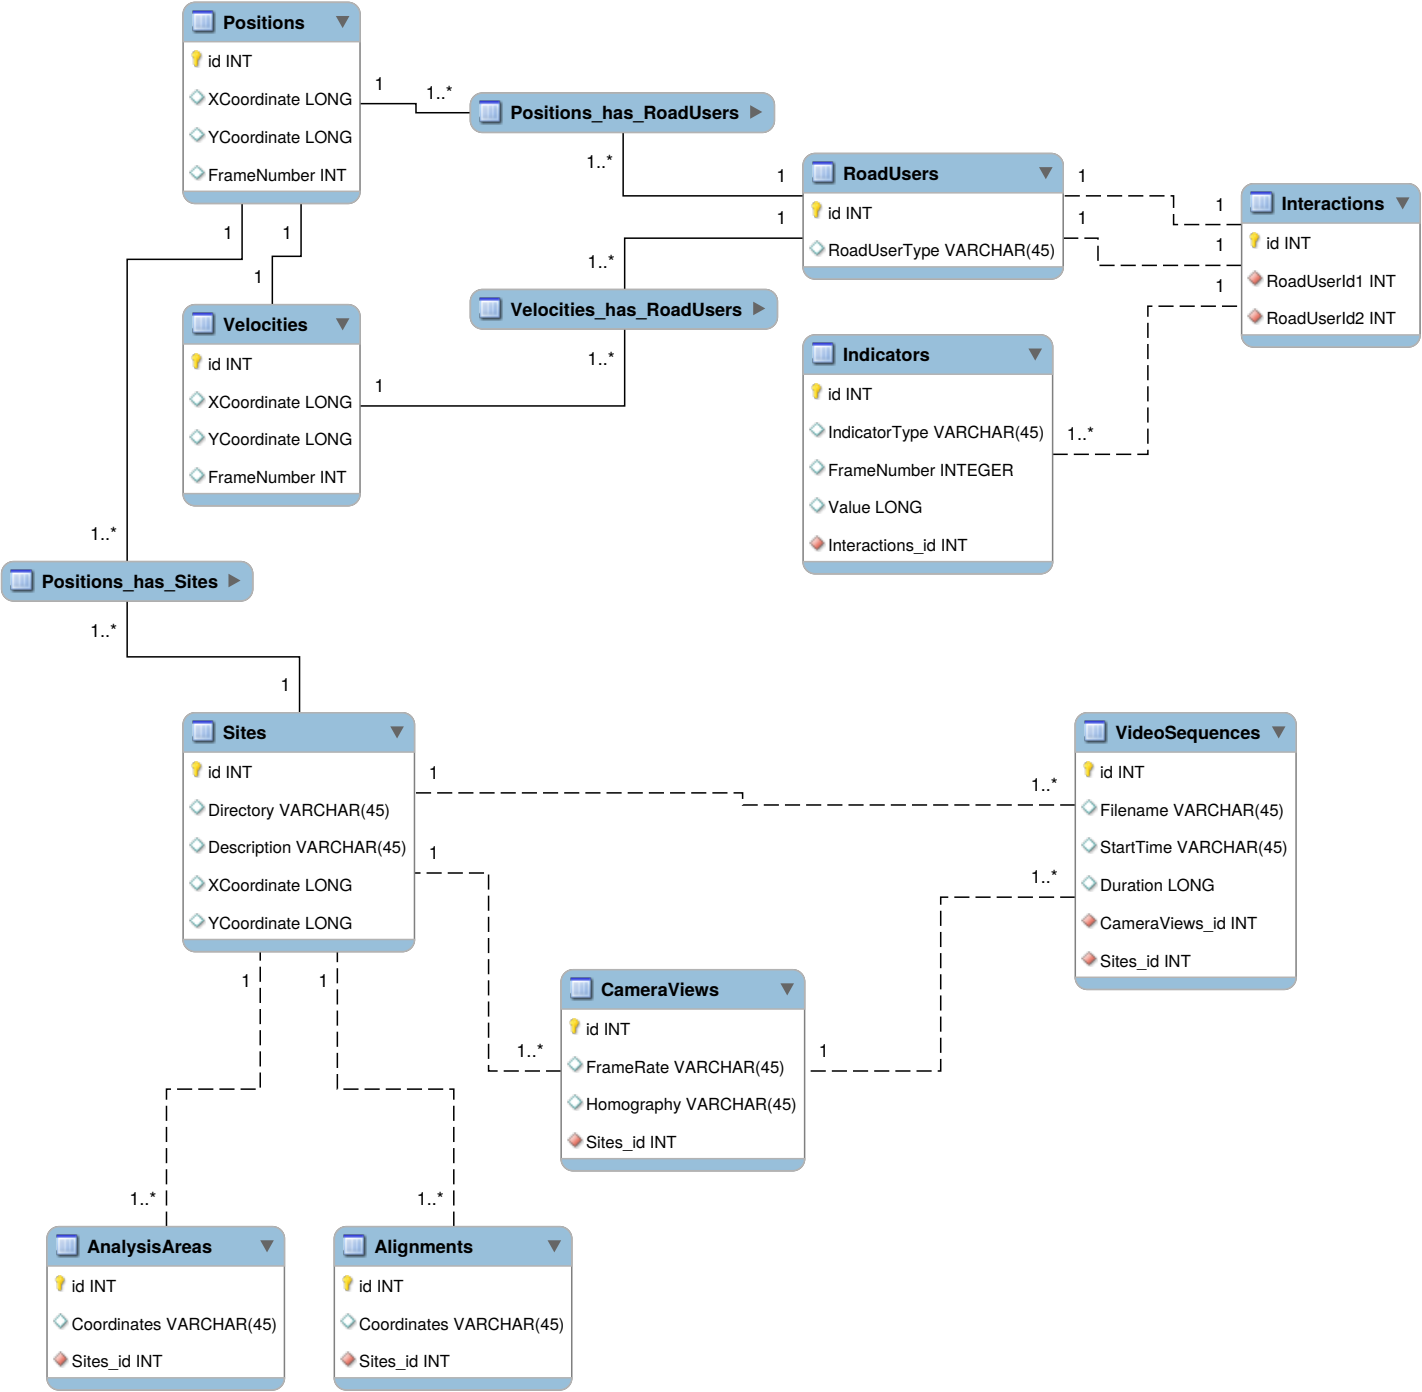 Positions
id INT
XCoordinate LONG
YCoordinate LONG
FrameNumber INT
1
1..*
Positions_has_RoadUsers
1..*
1
RoadUsers
id INT
RoadUserType VARCHAR(45)
1
1
1
1
1
1
Interactions
id INT
RoadUserId1 INT
RoadUserId2 INT
1
1
1
1..*
Velocities_has_RoadUsers
1..*
1
Velocities
id INT
XCoordinate LONG
YCoordinate LONG
FrameNumber INT
Indicators
id INT
IndicatorType VARCHAR(45)
FrameNumber INTEGER
Value LONG
Interactions_id INT
1..*
1..*
Positions_has_Sites
1..*
1
Sites
id INT
Directory VARCHAR(45)
Description VARCHAR(45)
XCoordinate LONG
YCoordinate LONG
1
1..*
1
1..*
VideoSequences
id INT
Filename VARCHAR(45)
StartTime VARCHAR(45)
Duration LONG
CameraViews_id INT
Sites_id INT
1
1
CameraViews
id INT
FrameRate VARCHAR(45)
Homography VARCHAR(45)
Sites_id INT
1..*
1
1..*
1..*
AnalysisAreas
id INT
Coordinates VARCHAR(45)
Sites_id INT
Alignments
id INT
Coordinates VARCHAR(45)
Sites_id INT